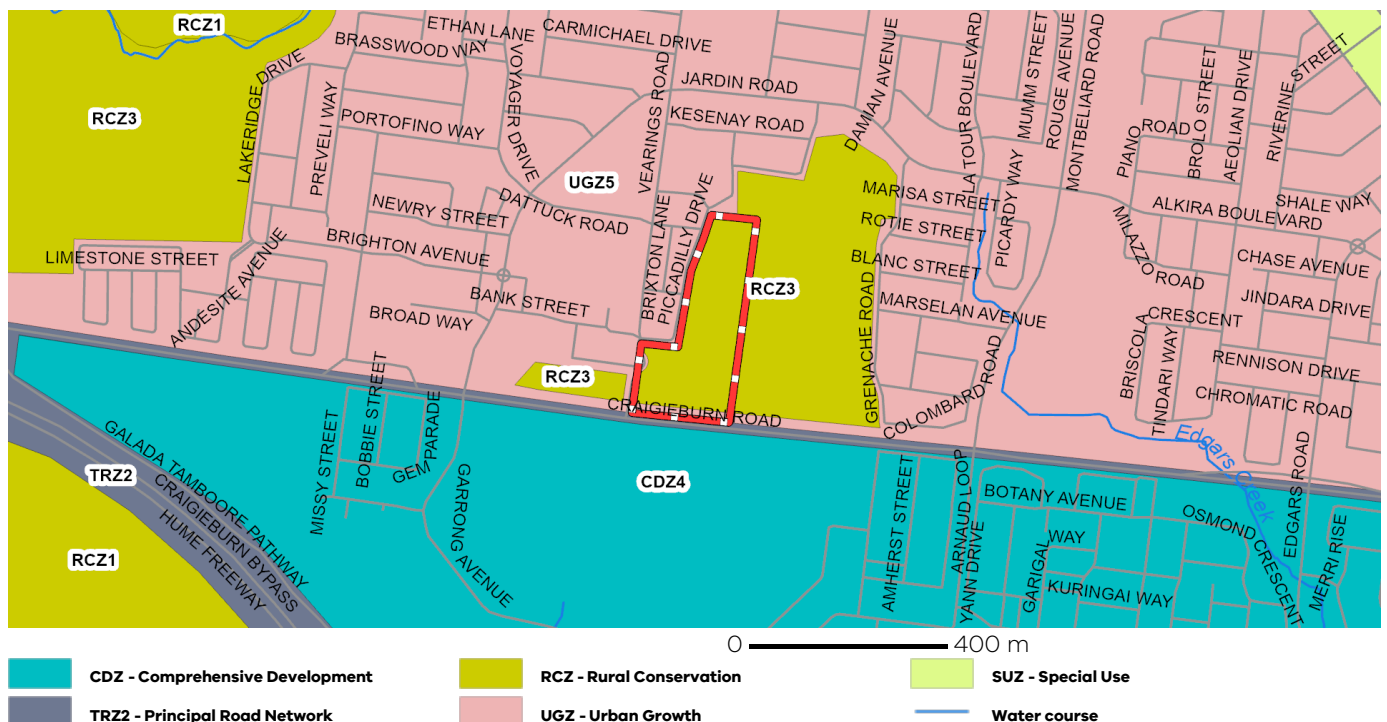 RCZ1
ETHAN LANE
CARMICHAEL DRIVE
BRASSWOOD WAY
VOYAGER DRIVE
LAKERIDGE DRIVE
PREVELI WAY
RCZ3
PORTOFINO WAY
VEARINGS ROAD
JARDIN ROAD
KESENAY ROAD
DAMIAN AVENUE
LA TOUR BOULEVARD
MUMM STREET
ROUGE AVENUE
MONTBELIARD ROAD
PIANO ROAD
BROLO STREET
AEOLIAN DRIVE
RIVERINE STREET
UGZ5
DATTUCK ROAD
NEWRY STREET
BRIGHTON AVENUE
LIMESTONE STREET
ANDESITE AVENUE
BRIXTON LANE
PICCADILLY DRIVE
RCZ3
MARISA STREET
ROTIE STREET
PICARDY WAY
BLANC STREET
GRENACHE ROAD
MARSELAN AVENUE
MILAZZO ROAD
ALKIRA BOULEVARD
SHALE WAY
CHASE AVENUE
JINDARA DRIVE
BANK STREET
BROAD WAY
RCZ3
CRAIGIEBURN ROAD
COLOMBARD ROAD
BRISCOLA CRESCENT
TINDARI WAY
RENNISON DRIVE
CHROMATIC ROAD
Edgars Creek
EDGARS ROAD
MISSY STREET
BOBBIE STREET
GEM PARADE
GARRONG AVENUE
CDZ4
TRZ2
GALADA TAMBOORE PATHWAY
CRAIGIEBURN BYPASS
HUME FREEWAY
RCZ1
AMHERST STREET
ARNAUD LOOP
YANN DRIVE
BOTANY AVENUE
GARIGAL WAY
KURINGAI WAY
OSMOND CRESCENT
MERRI RISE
0 400 m
CDZ - Comprehensive Development
RCZ - Rural Conservation
SUZ - Special Use
TRZ2 - Principal Road Network
UGZ - Urban Growth
Water course